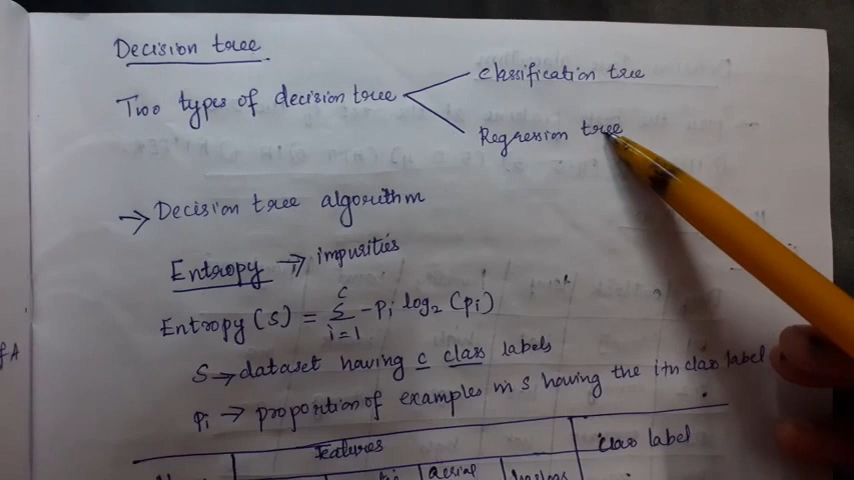 Decision tree
Two types of decision tree
Classification tree
Regression tree
→ Decision tree algorithm
Entropy → impurities
Entropy (S) = Σ i=1 c -Pi log2 (Pi)
S → dataset having c class labels
Pi → proportion of examples in S having the ith class label
Features
Class label
aerial